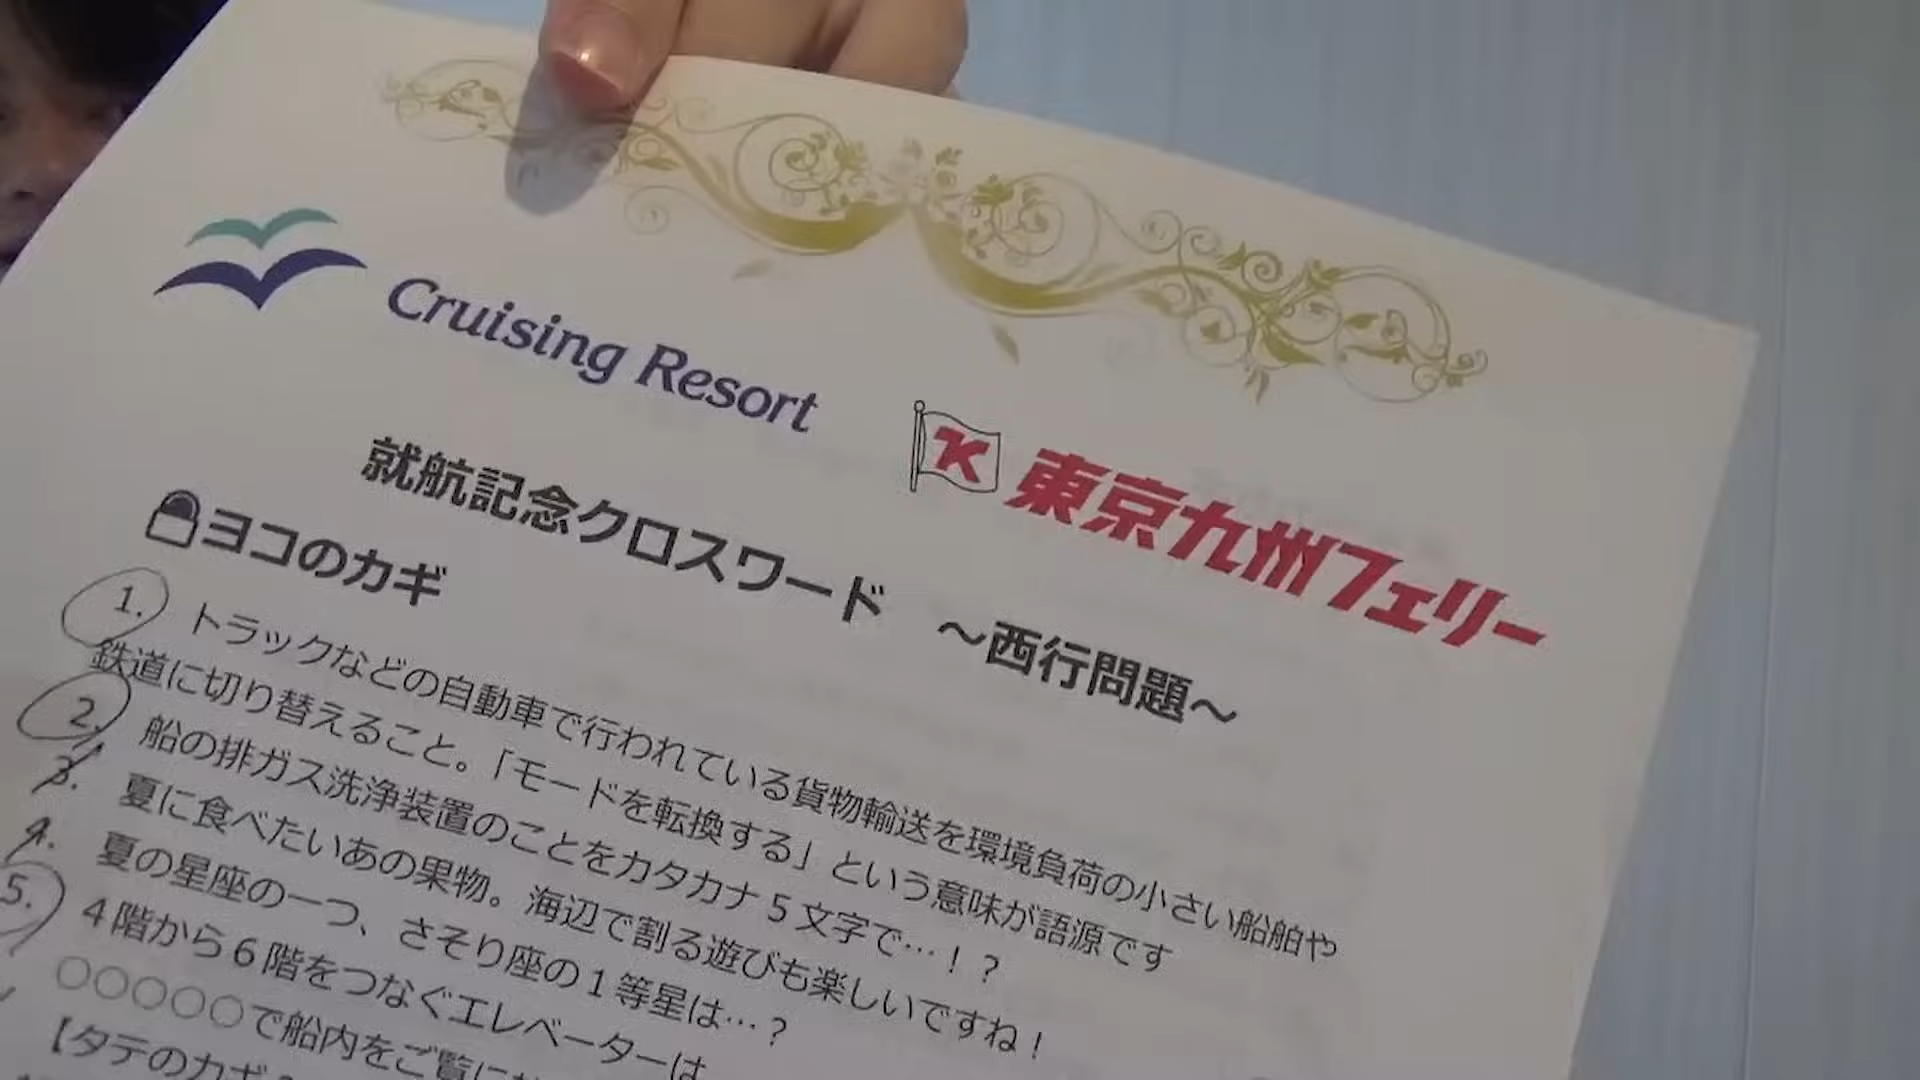 Cruising Resort
K 東京九州フェリー
就航記念クロスワード ～西行問題～
ヨコのカギ
1. トラックなどの自動車で行われている貨物輸送を環境負荷の小さい船舶や
鉄道に切り替えること。「モードを転換する」という意味が語源です
2. 船の排ガス洗浄装置のことをカタカナ５文字で…！？
3. 夏に食べたいあの果物。海辺で割る遊びも楽しいですね！
4. 夏の星座の一つ、さそり座の１等星は…？
5. ４階から６階をつなぐエレベーターは
○○○○○で船内をご覧に
【タテのカギ